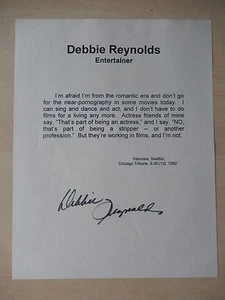 Debbie Reynolds
Entertainer
I'm afraid I'm from the romantic era and don't go
for the near-pornography in some movies today. I
can sing and dance and act, and I don't have to do
films for a living any more. Actress friends of mine
say, "That's part of being an actress," and I say, "NO,
that's part of being a stripper – or another
profession." But they're working in films, and I'm not.
Interview, Seattle
Chicago Tribune,
1982
Debbie Reynolds